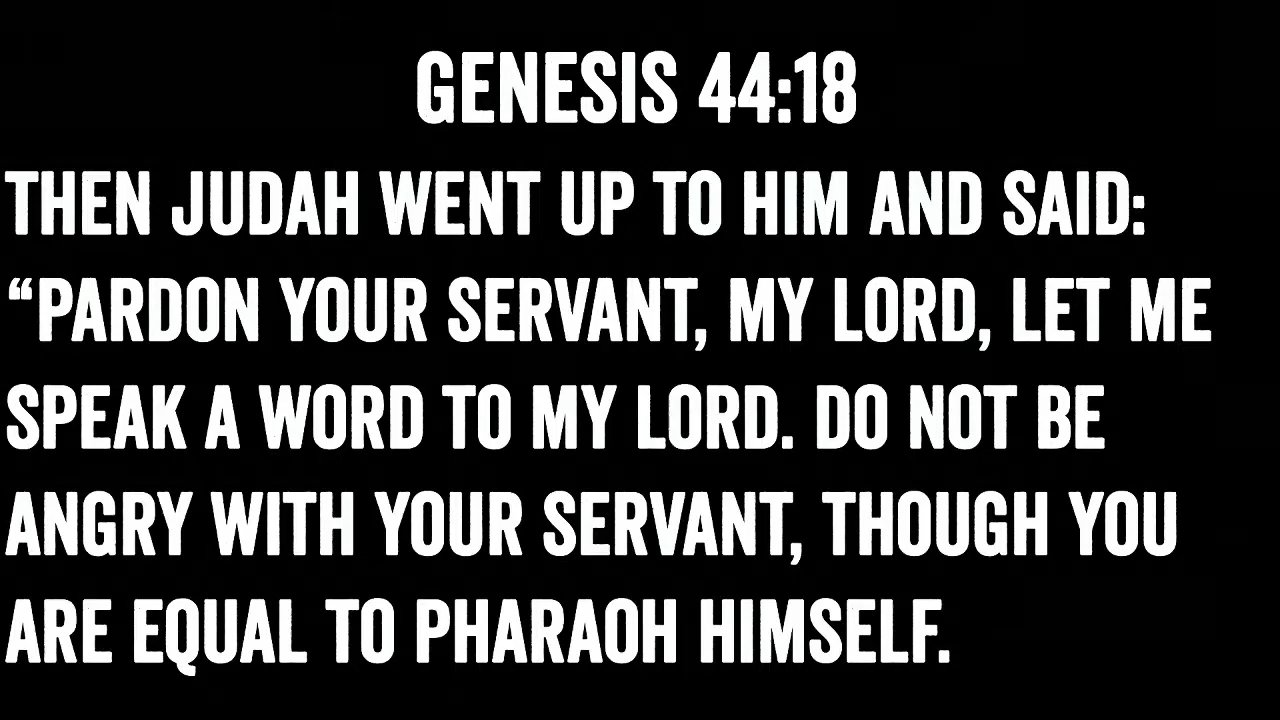 GENESIS 44:18
THEN JUDAH WENT UP TO HIM AND SAID:
“PARDON YOUR SERVANT, MY LORD, LET ME
SPEAK A WORD TO MY LORD. DO NOT BE
ANGRY WITH YOUR SERVANT, THOUGH YOU
ARE EQUAL TO PHARAOH HIMSELF.